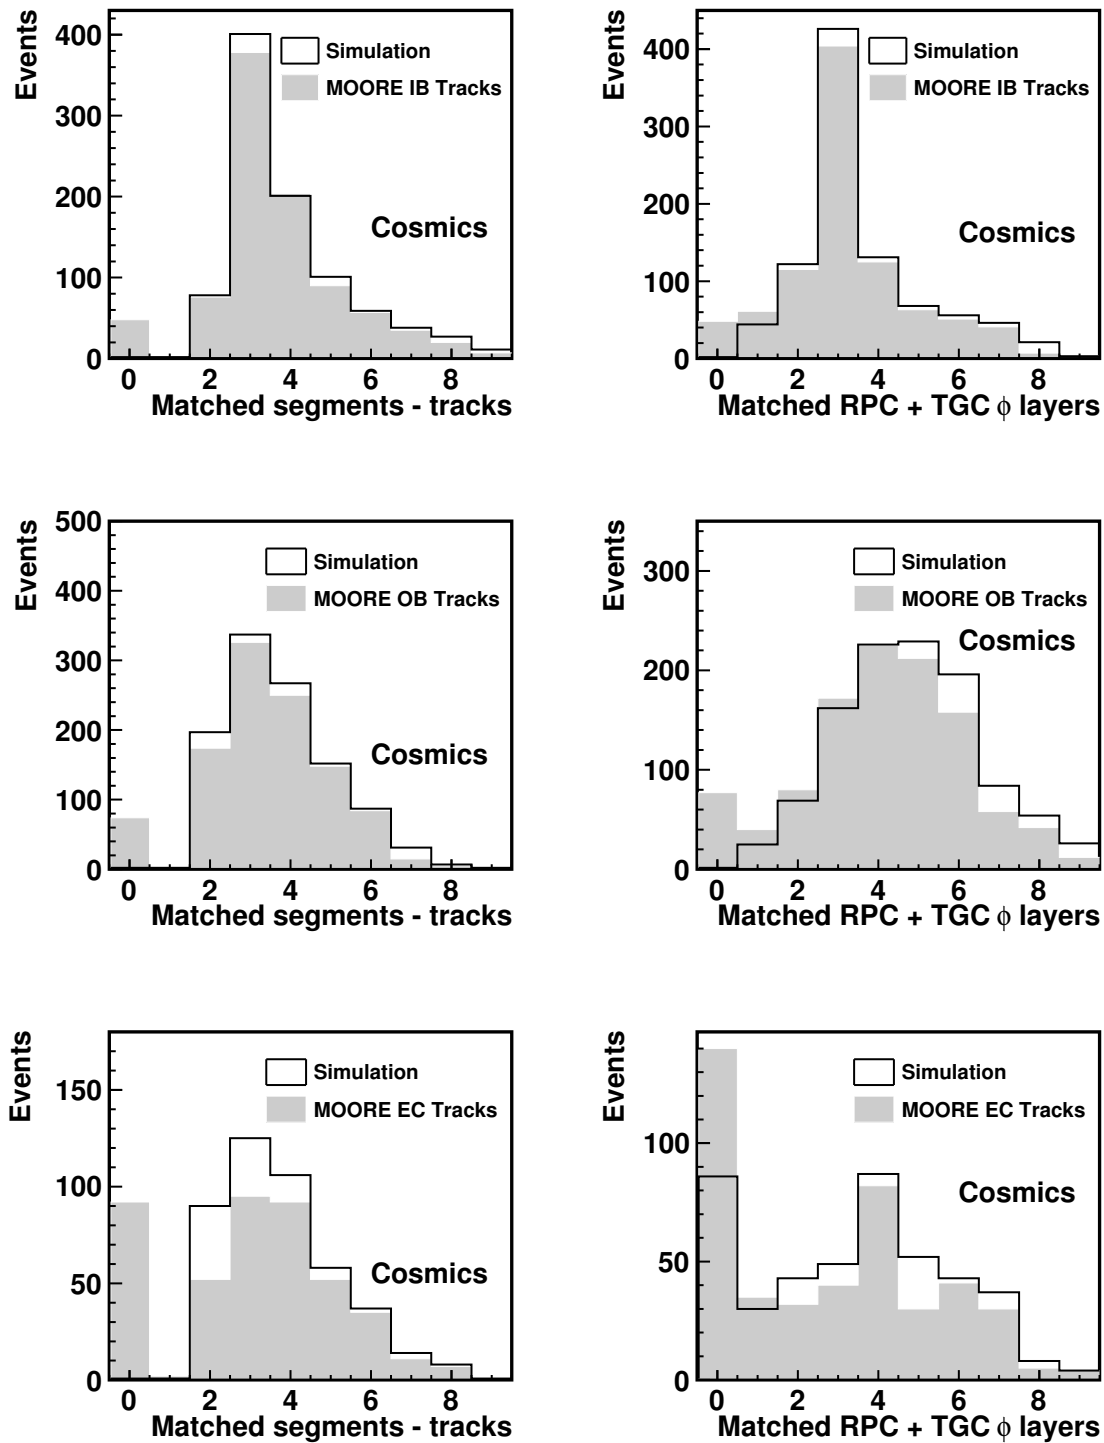 Events
400
300
200
100
0
0 2 4 6 8
Simulation
MOORE IB Tracks
Cosmics
Matched segments - tracks
Events
400
300
200
100
0
0 2 4 6 8
Simulation
MOORE IB Tracks
Cosmics
Matched RPC + TGC ϕ layers
Events
500
400
300
200
100
0
0 2 4 6 8
Simulation
MOORE OB Tracks
Cosmics
Matched segments - tracks
Events
300
200
100
0
0 2 4 6 8
Simulation
MOORE OB Tracks
Cosmics
Matched RPC + TGC ϕ layers
Events
150
100
50
0
0 2 4 6 8
Simulation
MOORE EC Tracks
Cosmics
Matched segments - tracks
Events
100
50
0
0 2 4 6 8
Simulation
MOORE EC Tracks
Cosmics
Matched RPC + TGC ϕ layers